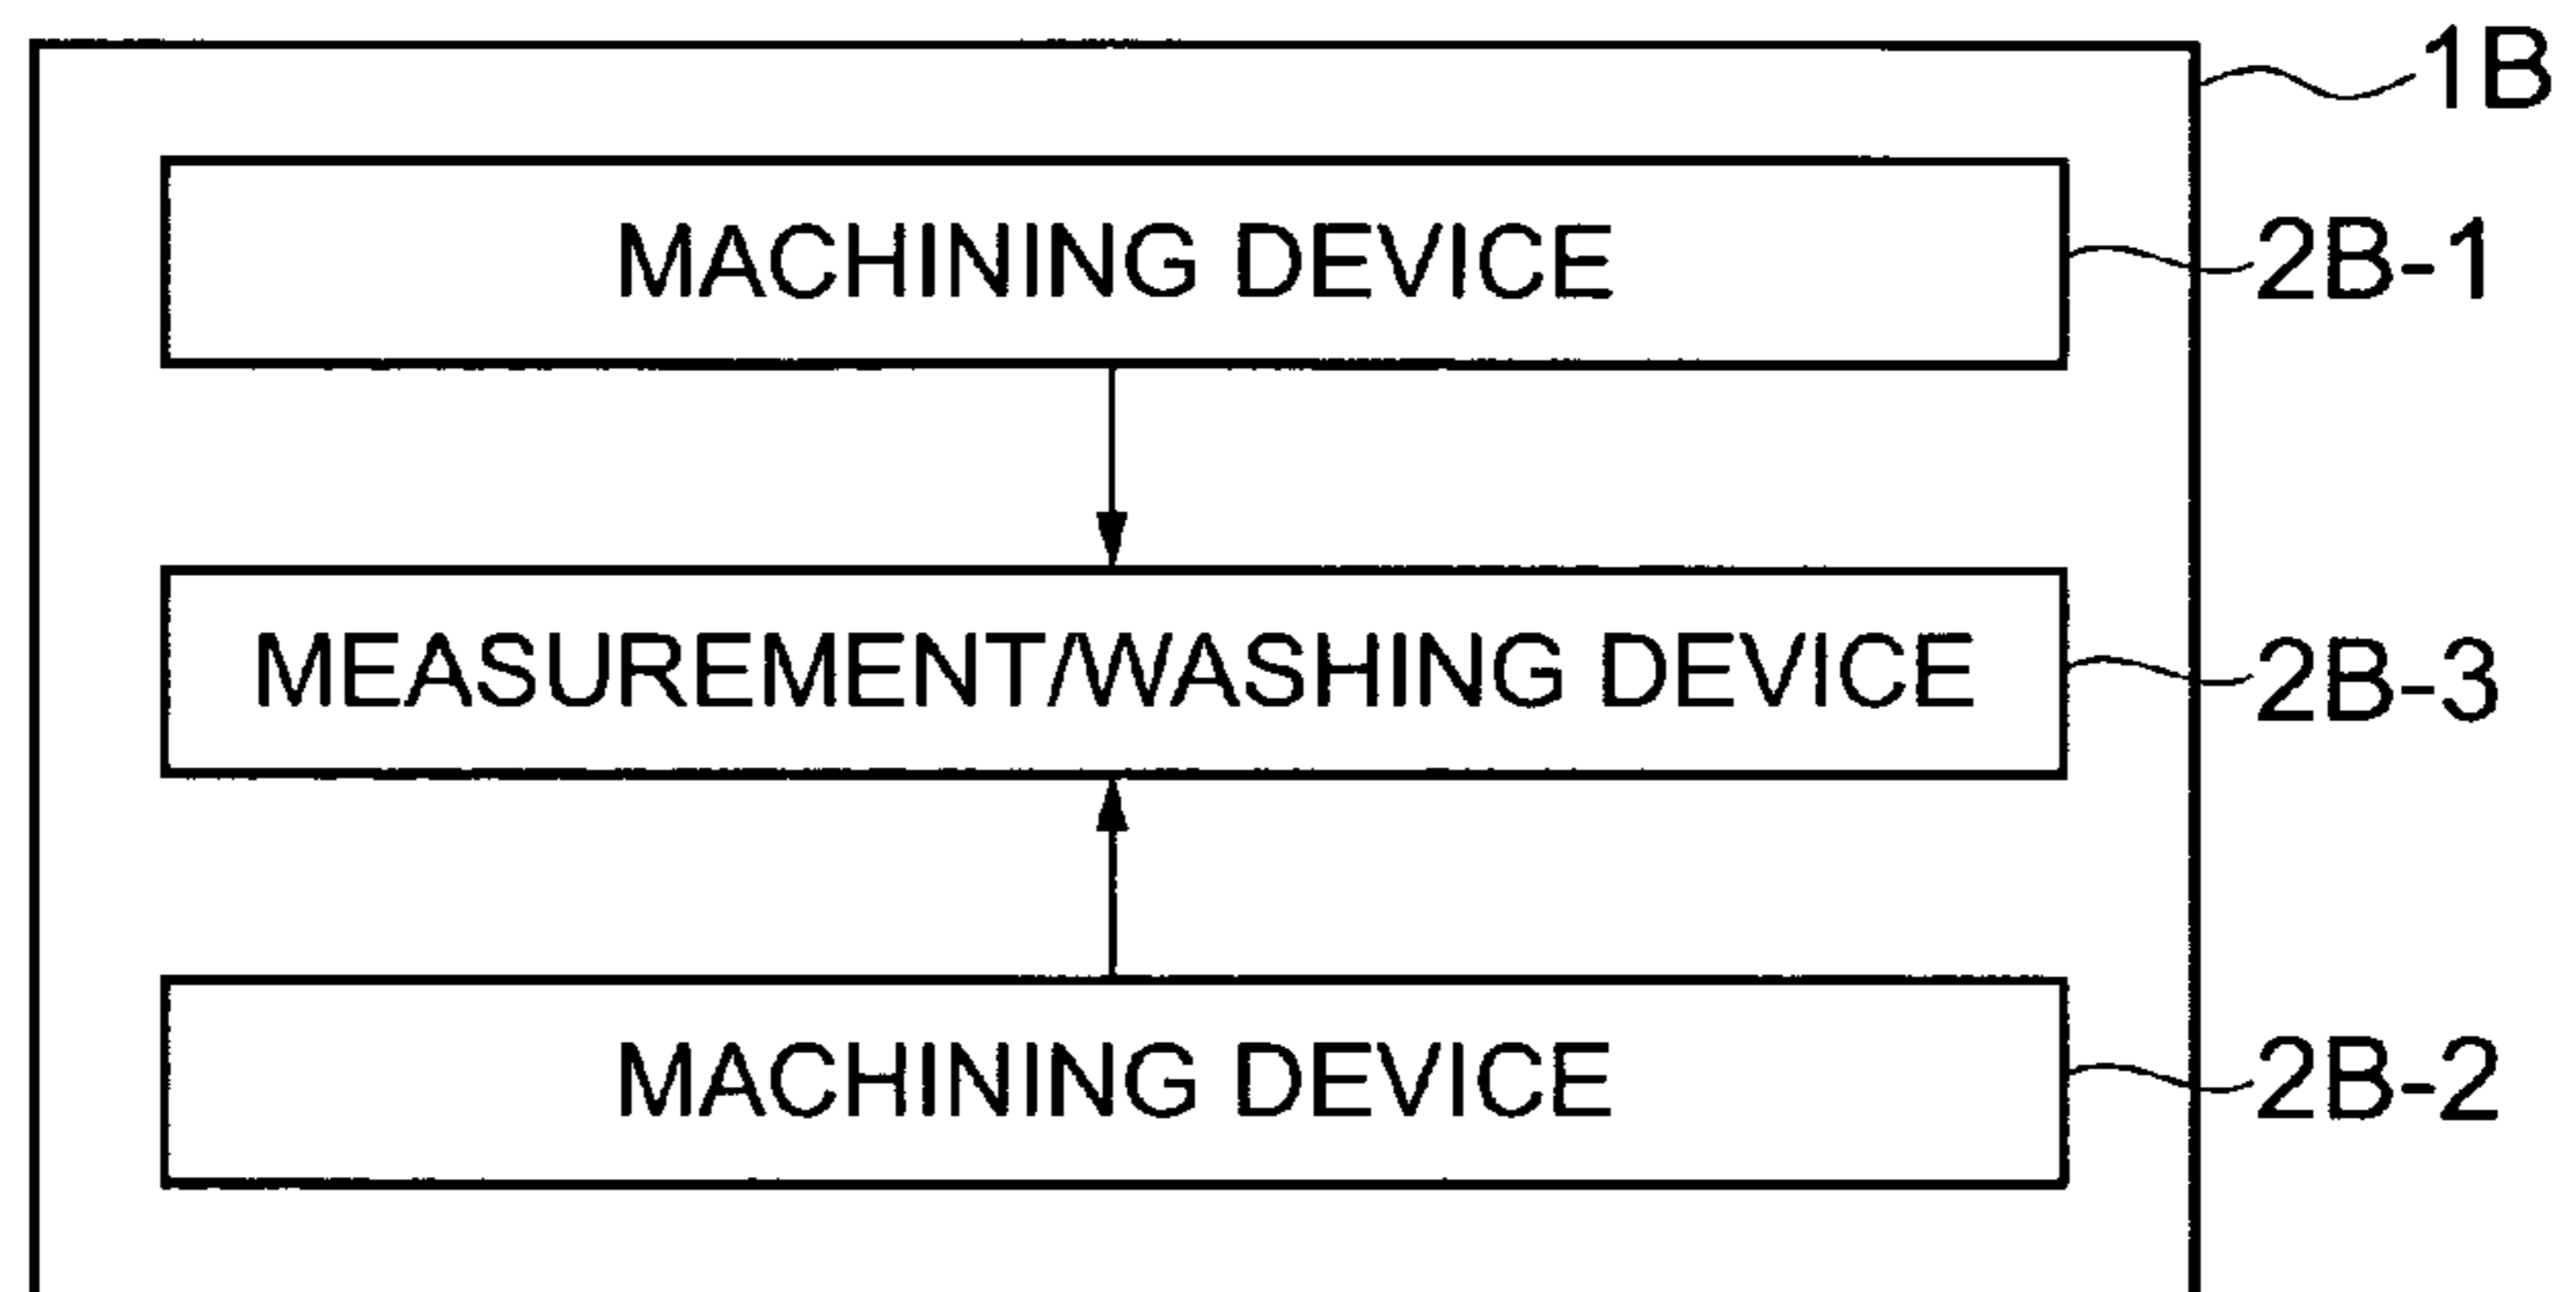 1B
MACHINING DEVICE
2B-1
MEASUREMENT/WASHING DEVICE
2B-3
MACHINING DEVICE
2B-2